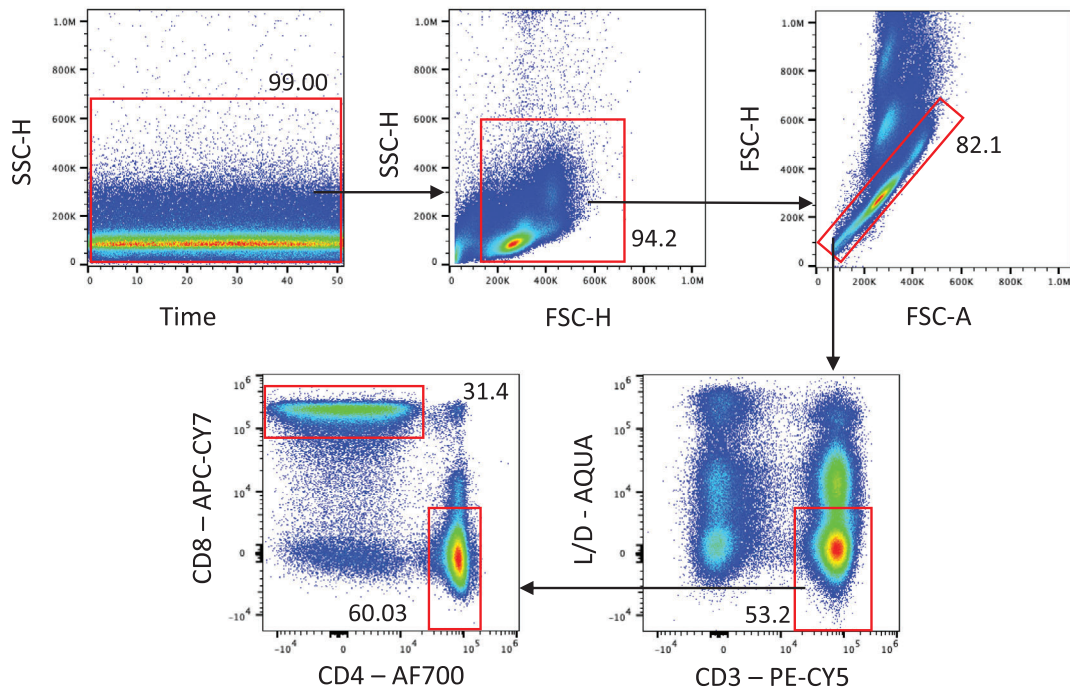 1.0M
800K
600K
400K
200K
0
SSC-H
99.00
0 10 20 30 40 50
Time
1.0M
800K
600K
400K
200K
0
SSC-H
94.2
0 200K 400K 600K 800K 1.0M
FSC-H
1.0M
800K
600K
400K
200K
0
FSC-H
82.1
0 200K 400K 600K 800K 1.0M
FSC-A
10^6
10^5
10^4
0
-10^4
CD8 – APC-CY7
31.4
60.03
-10^4 0 10^4 10^5 10^6
CD4 – AF700
10^6
10^5
10^4
0
-10^4
L/D - AQUA
53.2
-10^4 0 10^4 10^5 10^6
CD3 – PE-CY5